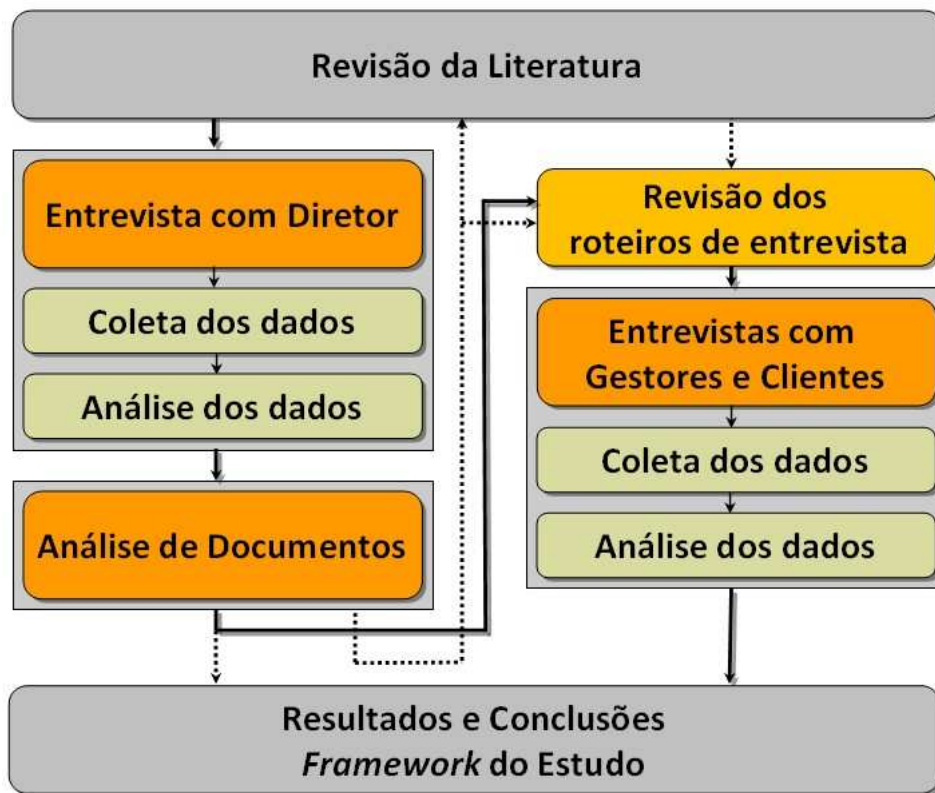 Revisão da Literatura
Entrevista com Diretor
Coleta dos dados
Análise dos dados
Análise de Documentos
Revisão dos
roteiros de entrevista
Entrevistas com
Gestores e Clientes
Coleta dos dados
Análise dos dados
Resultados e Conclusões
Framework do Estudo